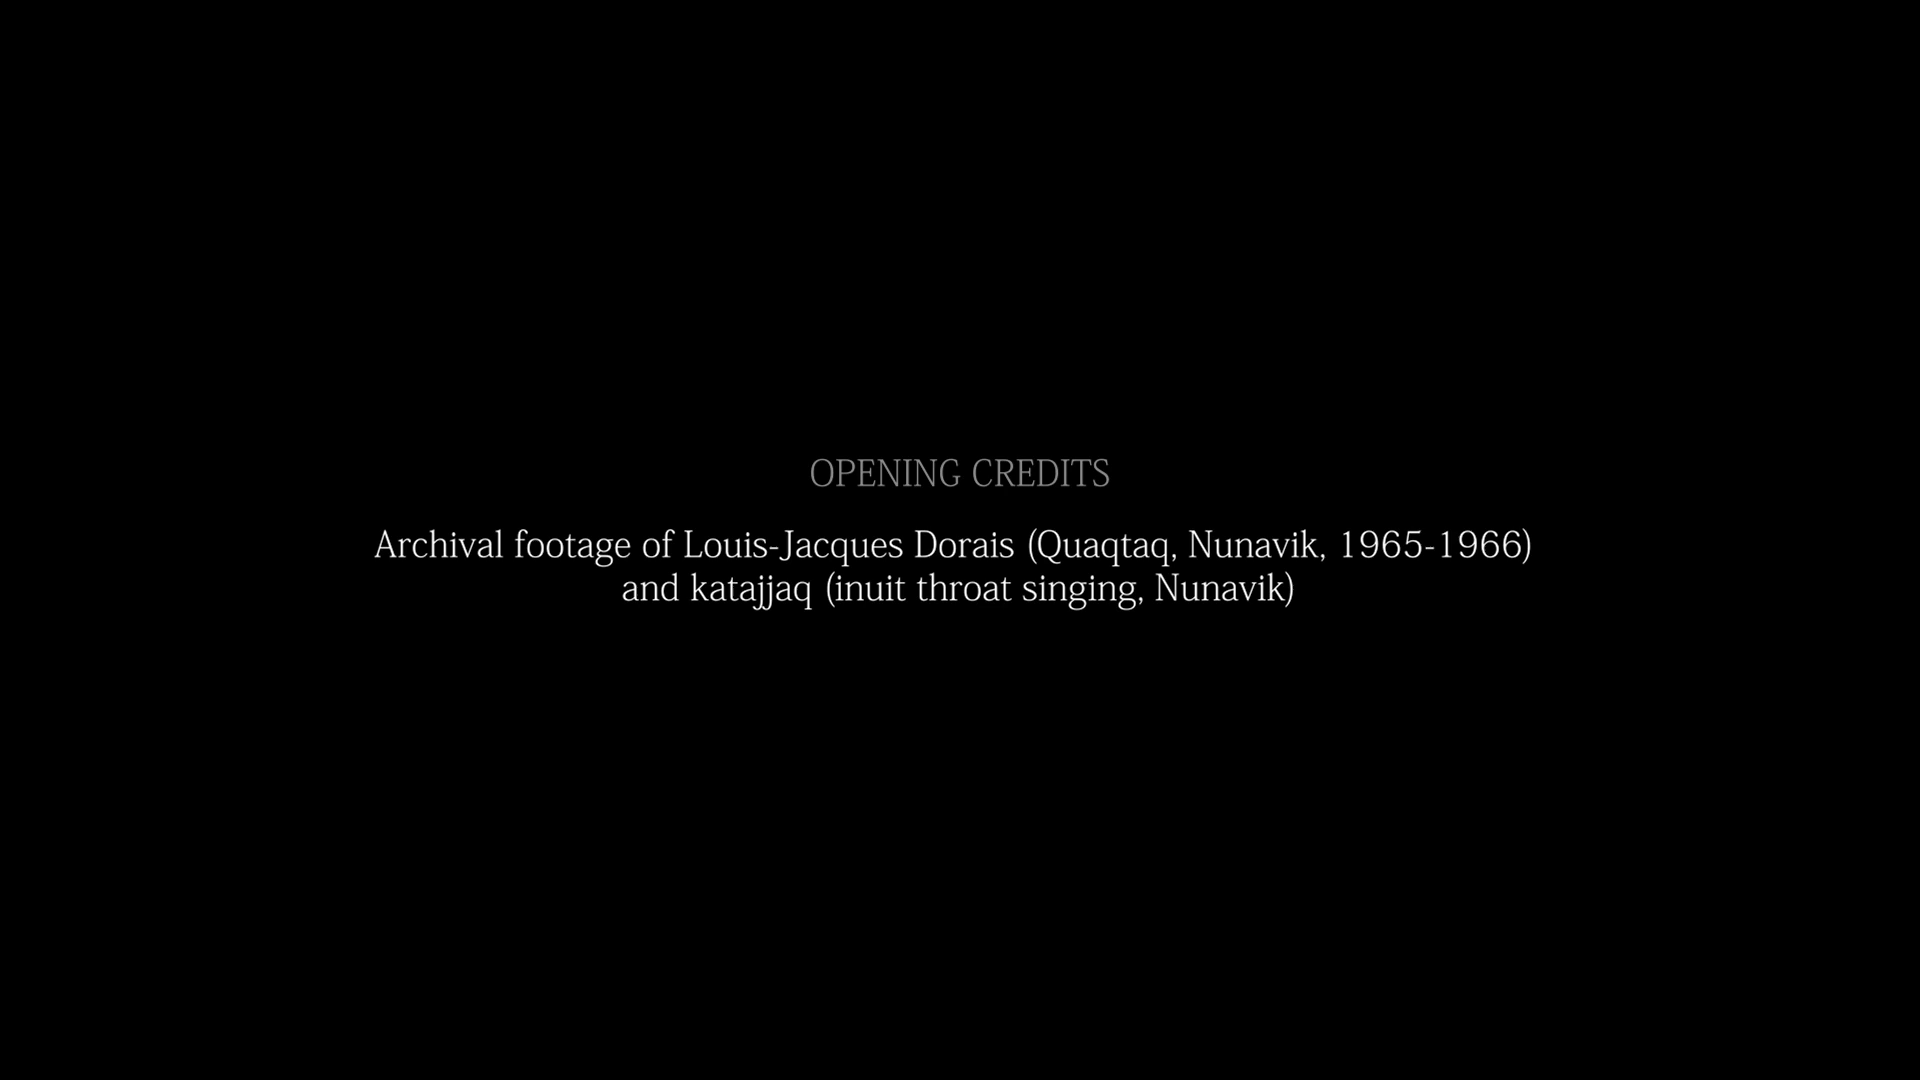 OPENING CREDITS
Archival footage of Louis-Jacques Dorais (Quaqtaq, Nunavik, 1965-1966)
and katajjaq (inuit throat singing, Nunavik)